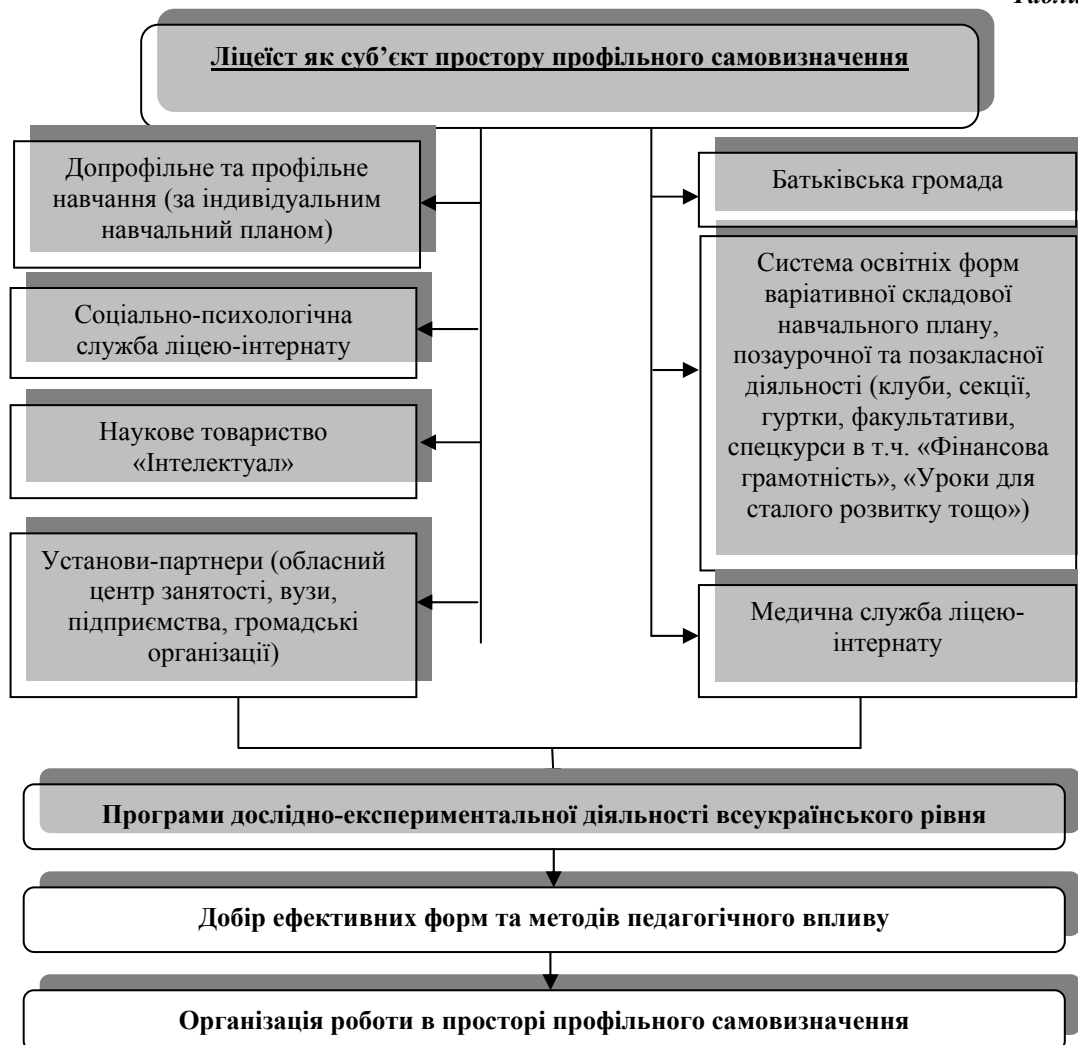 Ліцеїст як суб’єкт простору профільного самовизначення
Допрофільне та профільне
навчання (за індивідуальним
навчальний планом)
Соціально-психологічна
служба ліцею-інтернату
Наукове товариство
«Інтелектуал»
Установи-партнери (обласний
центр занятості, вузи,
підприємства, громадські
організації)
Батьківська громада
Система освітніх форм
варіативної складової
навчального плану,
позаурочної та позакласної
діяльності (клуби, секції,
гуртки, факультативи,
спецкурси в т.ч. «Фінансова
грамотність», «Уроки для
сталого розвитку тощо»)
Медична служба ліцею-
інтернату
Програми дослідно-експериментальної діяльності всеукраїнського рівня
Добір ефективних форм та методів педагогічного впливу
Організація роботи в просторі профільного самовизначення